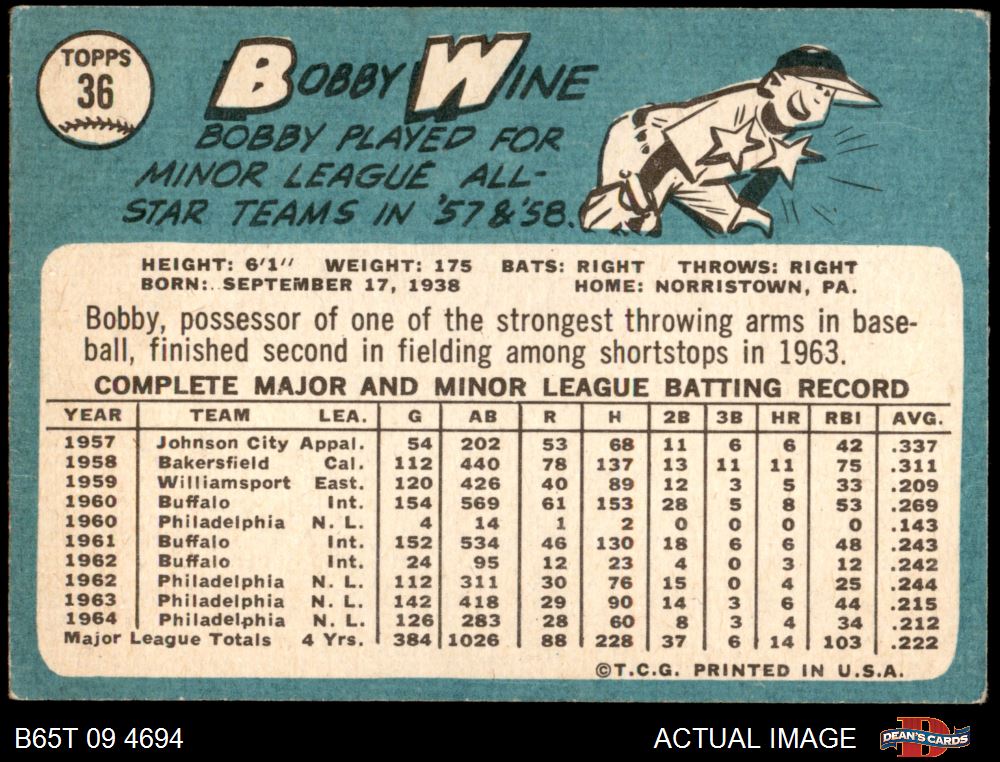 TOPPS
36
BOBBY WINE
BOBBY PLAYED FOR
MINOR LEAGUE ALL-
STAR TEAMS IN '57 & '58.
HEIGHT: 6'1" WEIGHT: 175 BATS: RIGHT THROWS: RIGHT
BORN: SEPTEMBER 17, 1938 HOME: NORRISTOWN, PA.
Bobby, possessor of one of the strongest throwing arms in base-
ball, finished second in fielding among shortstops in 1963.
COMPLETE MAJOR AND MINOR LEAGUE BATTING RECORD
YEAR TEAM LEA. G AB R H 2B 3B HR RBI AVG.
1957 Johnson City Appal. 54 202 53 68 11 6 6 42 .337
1958 Bakersfield Cal. 112 440 78 137 13 11 11 75 .311
1959 Williamsport East. 120 426 40 89 12 3 5 33 .209
1960 Buffalo Int. 154 569 61 153 28 5 8 53 .269
1960 Philadelphia N. L. 4 14 1 2 0 0 0 0 .143
1961 Buffalo Int. 152 534 46 130 18 6 6 48 .243
1962 Buffalo Int. 24 95 12 23 4 0 3 12 .242
1962 Philadelphia N. L. 112 311 30 76 15 0 4 25 .244
1963 Philadelphia N. L. 142 418 29 90 14 3 6 44 .215
1964 Philadelphia N. L. 126 283 28 60 8 3 4 34 .212
Major League Totals 4 Yrs. 384 1026 88 228 37 6 14 103 .222
©T.C.G. PRINTED IN U.S.A.
B65T 09 4694 ACTUAL IMAGE DEAN'S CARDS